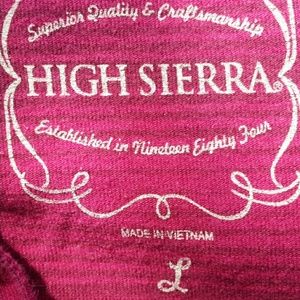 Superior Quality & Craftsmanship
HIGH SIERRA®
Established in Nineteen Eighty Four
MADE IN VIETNAM
L